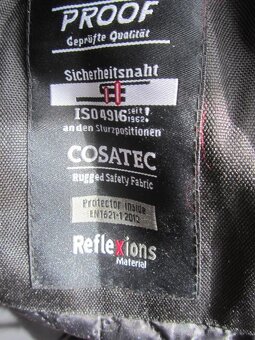 PROOF
Geprüfte Qualität
Sicherheitsnaht
ISO4916 seit 1962!
an den Sturzpositionen
COSATEC
Rugged Safety Fabric
Protector inside
EN1621-1:2012
Reflexions
Material